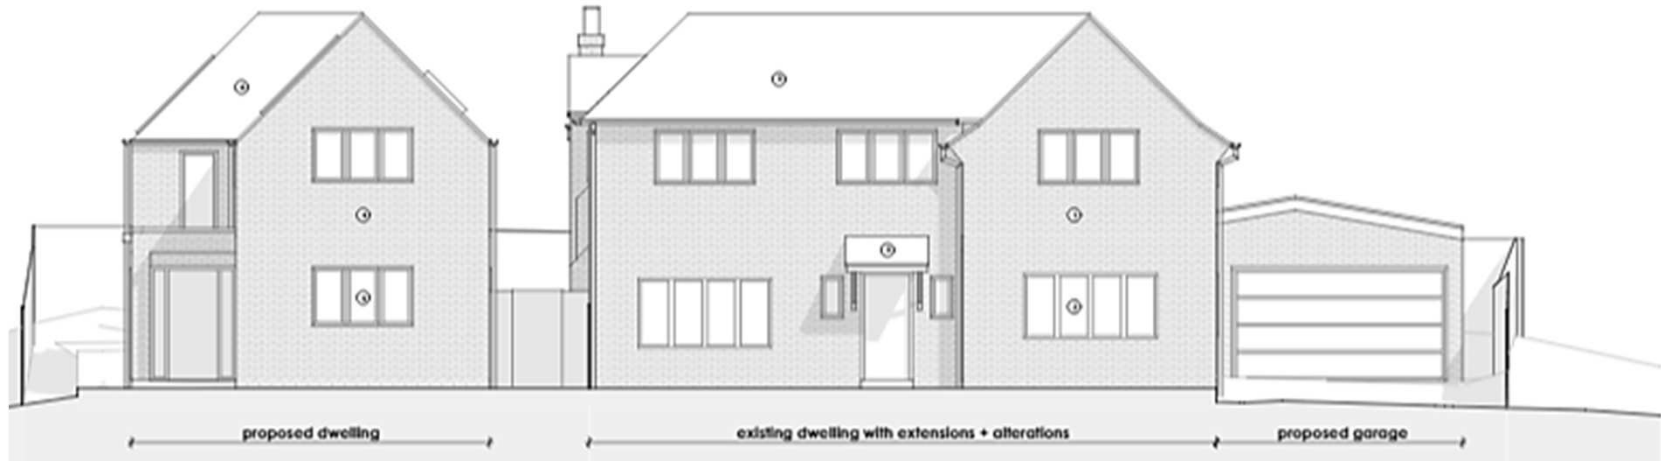 proposed dwelling
existing dwelling with extensions + alterations
proposed garage